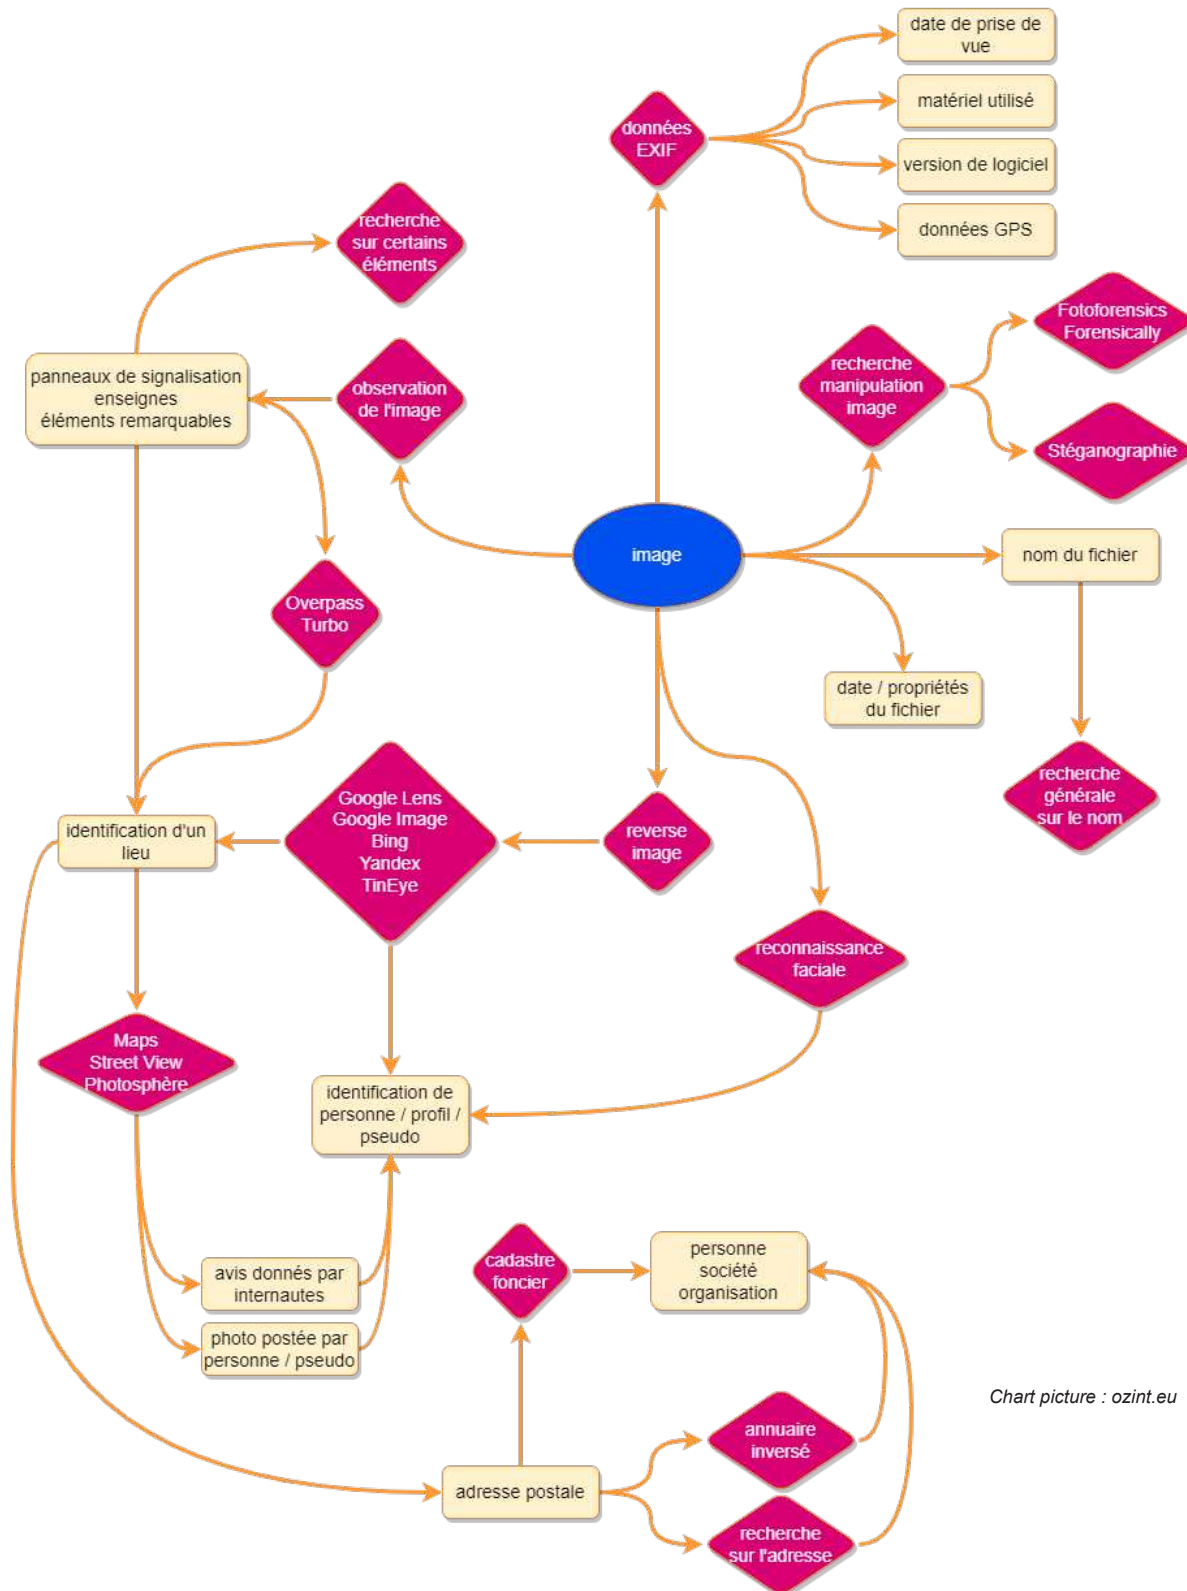 date de prise de
vue
matériel utilisé
données
EXIF
version de logiciel
données GPS
recherche
sur certains
éléments
Fotoforensics
Forensically
recherche
manipulation
image
panneaux de signalisation
enseignes
éléments remarquables
observation
de l'image
Stéganographie
image
nom du fichier
Overpass
Turbo
date / propriétés
du fichier
recherche
générale
sur le nom
Google Lens
Google Image
Bing
Yandex
TinEye
reverse
image
identification d'un
lieu
reconnaissance
faciale
Maps
Street View
Photosphère
identification de
personne / profil /
pseudo
avis donnés par
internautes
photo postée par
personne / pseudo
cadastre
foncier
personne
société
organisation
Chart picture : ozint.eu
annuaire
inversé
adresse postale
recherche
sur l'adresse